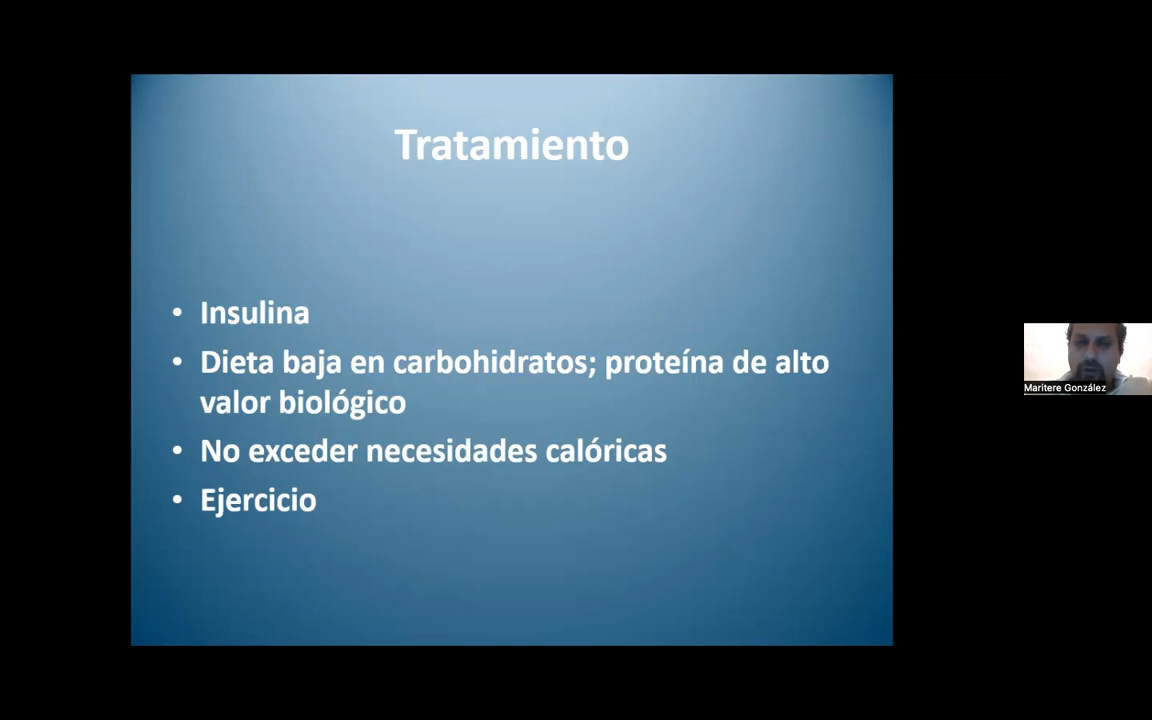 Tratamiento
• Insulina
• Dieta baja en carbohidratos; proteína de alto
valor biológico
• No exceder necesidades calóricas
• Ejercicio
Maritere González